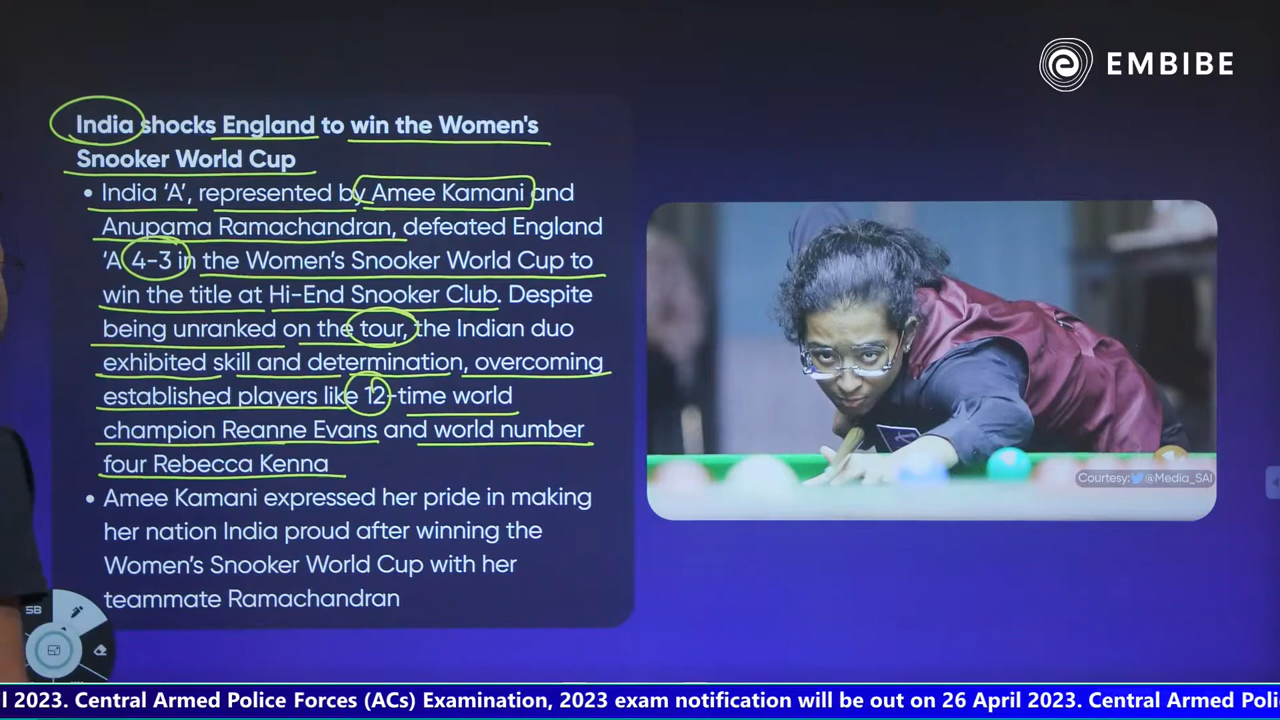 EMBIBE
India shocks England to win the Women's
Snooker World Cup
• India ‘A’, represented by Amee Kamani and
Anupama Ramachandran, defeated England
‘A 4-3 in the Women’s Snooker World Cup to
win the title at Hi-End Snooker Club. Despite
being unranked on the tour, the Indian duo
exhibited skill and determination, overcoming
established players like 12-time world
champion Reanne Evans and world number
four Rebecca Kenna
• Amee Kamani expressed her pride in making
her nation India proud after winning the
Women’s Snooker World Cup with her
teammate Ramachandran
Courtesy: @Media_SAI
SB
l 2023. Central Armed Police Forces (ACs) Examination, 2023 exam notification will be out on 26 April 2023. Central Armed Poli